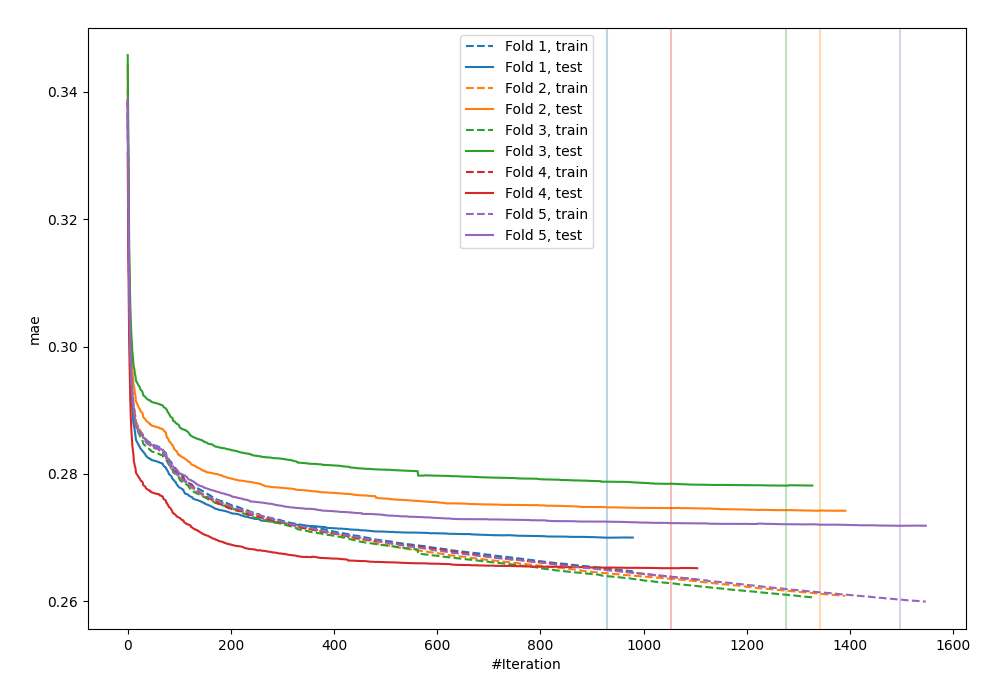 0.34
0.32
0.30
0.28
0.26
mae
Fold 1, train
Fold 1, test
Fold 2, train
Fold 2, test
Fold 3, train
Fold 3, test
Fold 4, train
Fold 4, test
Fold 5, train
Fold 5, test
0 200 400 600 800 1000 1200 1400 1600
#Iteration